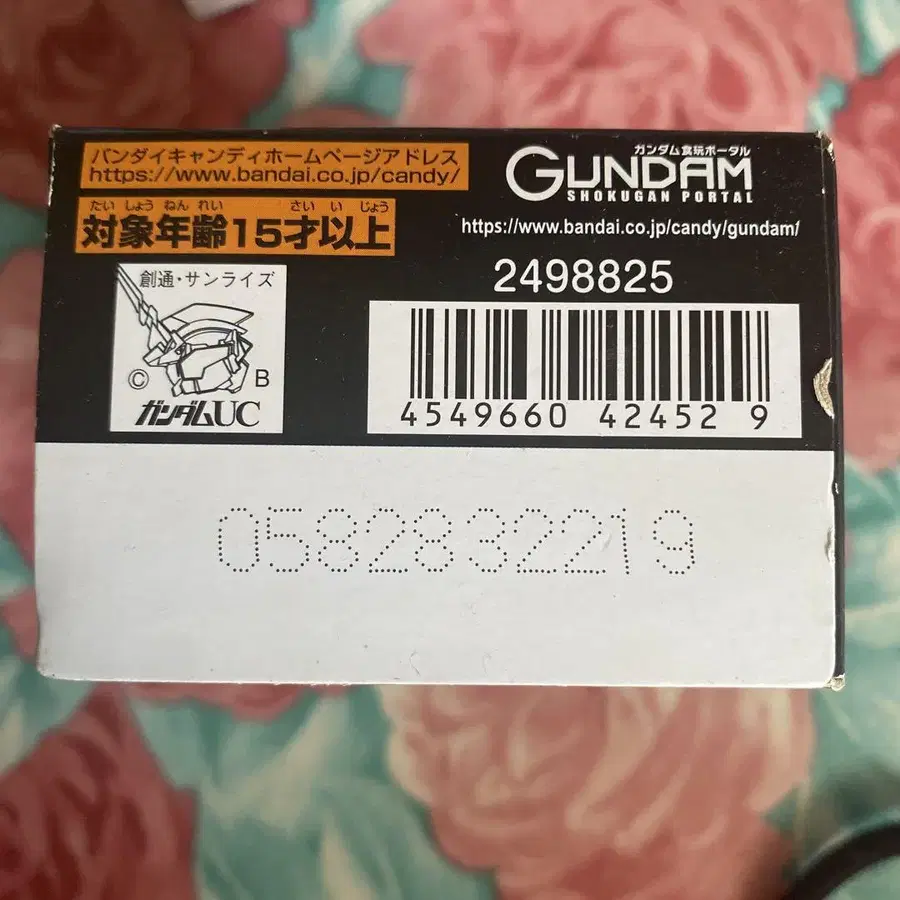 バンダイキャンディホームページアドレス
https://www.bandai.co.jp/candy/
たいしょうねんれい さいいじょう
対象年齢15才以上
ガンダム食玩ポータル
GUNDAM
SHOKUGAN PORTAL
https://www.bandai.co.jp/candy/gundam/
2498825
創通・サンライズ
© B
ガンダムUC
4549660 424529
0582832219